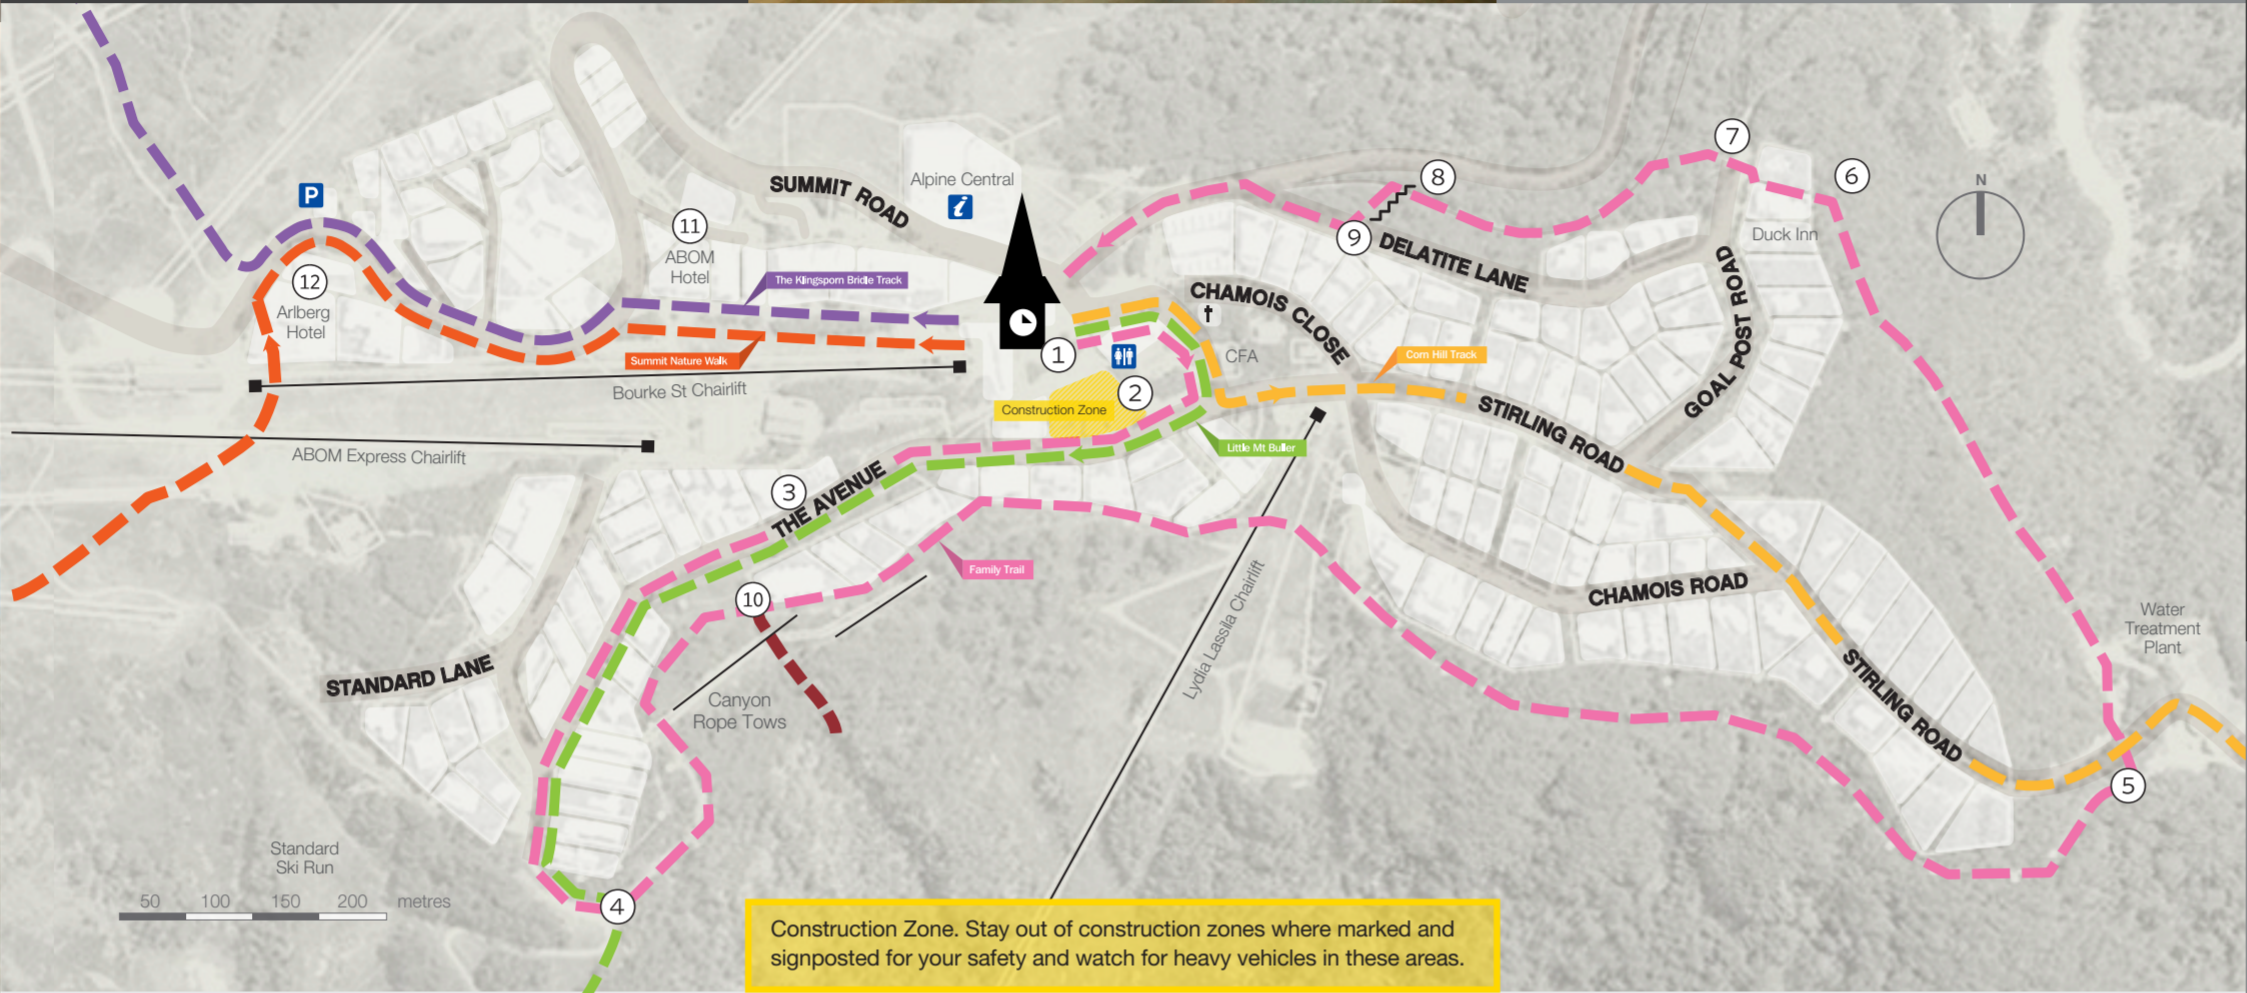 7
6
8
P
Alpine Central
i
SUMMIT ROAD
N
11
ABOM
Hotel
9
DELATITE LANE
Duck Inn
12
Arlberg
Hotel
The Klingsporn Bridle Track
CHAMOIS CLOSE
GOAL POST ROAD
Summit Nature Walk
1
CFA
Corn Hill Track
Bourke St Chairlift
2
Construction Zone
STIRLING ROAD
ABOM Express Chairlift
Little Mt Buller
3
THE AVENUE
Family Trail
10
CHAMOIS ROAD
Lydia Lassila Chairlift
Water
Treatment
Plant
STANDARD LANE
Canyon
Rope Tows
STIRLING ROAD
5
Standard
Ski Run
50 100 150 200 metres
4
Construction Zone. Stay out of construction zones where marked and
signposted for your safety and watch for heavy vehicles in these areas.